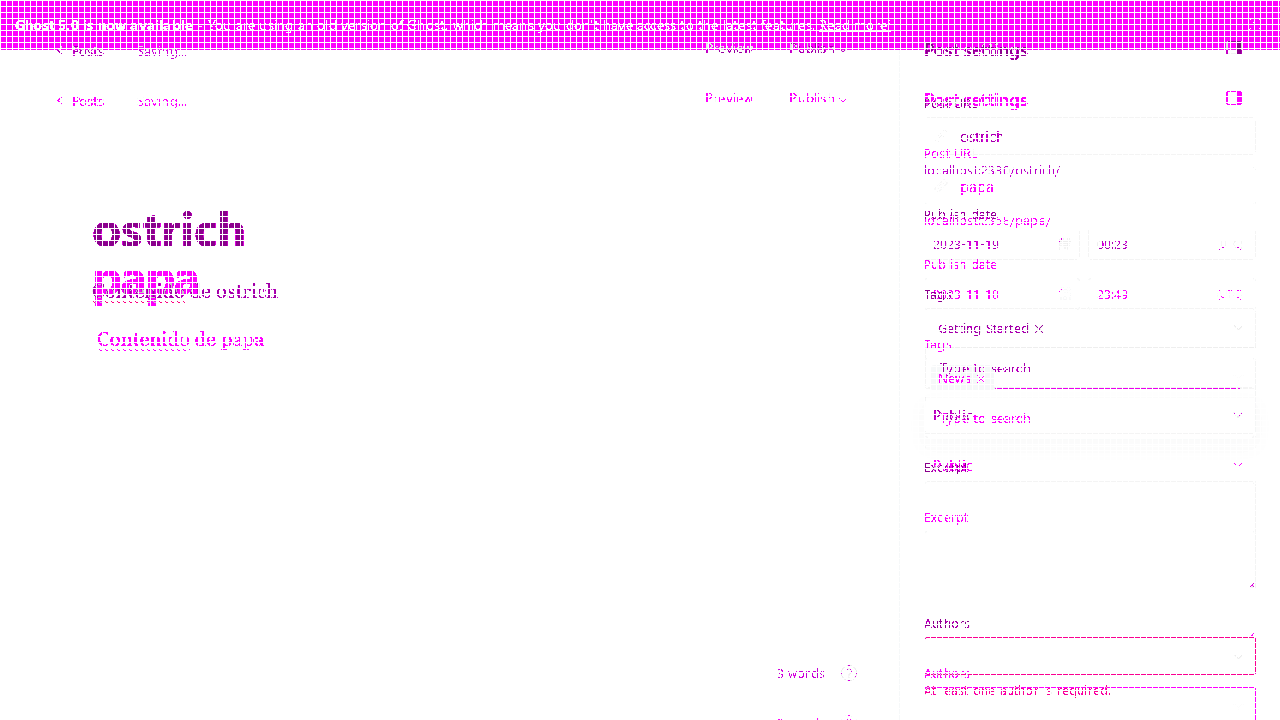 Ghost 5.0 is now available - You are using an old version of Ghost, which means you don't have access to the latest features. Read more!
Posts
Saving...
Preview
Publish
Post settings
Posts
Saving...
Preview
Publish
Post settings
ostrich
Post URL
localhost:2368/ostrich/
papa
Publish date
localhost:2368/papa/
ostrich
2023-11-19
00:23
Publish date
papa
Contenido de ostrich
Tags
23:49
Getting Started ×
Contenido de papa
Tags
Type to search
News ×
Public
Type to search
Public
Excerpt
Excerpt
Authors
3 words
?
Authors
At least one author is required.